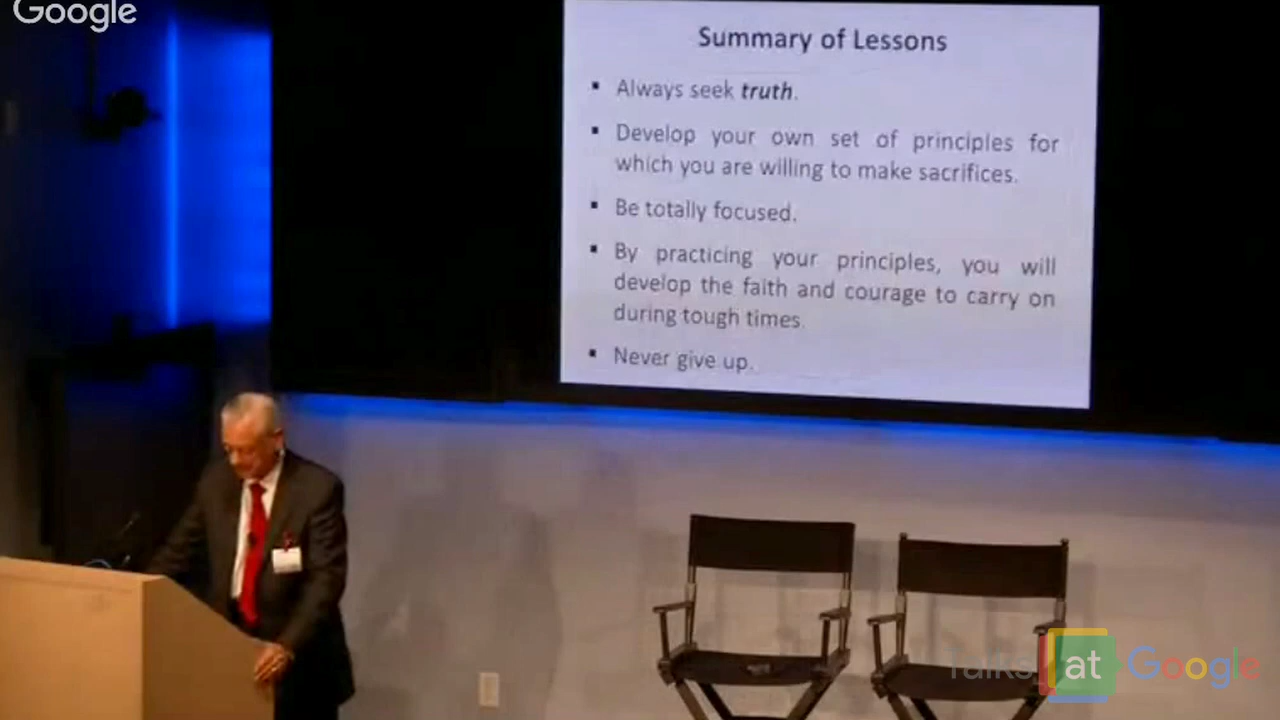 Google
Summary of Lessons
▪ Always seek truth.
▪ Develop your own set of principles for
which you are willing to make sacrifices.
▪ Be totally focused.
▪ By practicing your principles, you will
develop the faith and courage to carry on
during tough times.
▪ Never give up.
Talks at Google